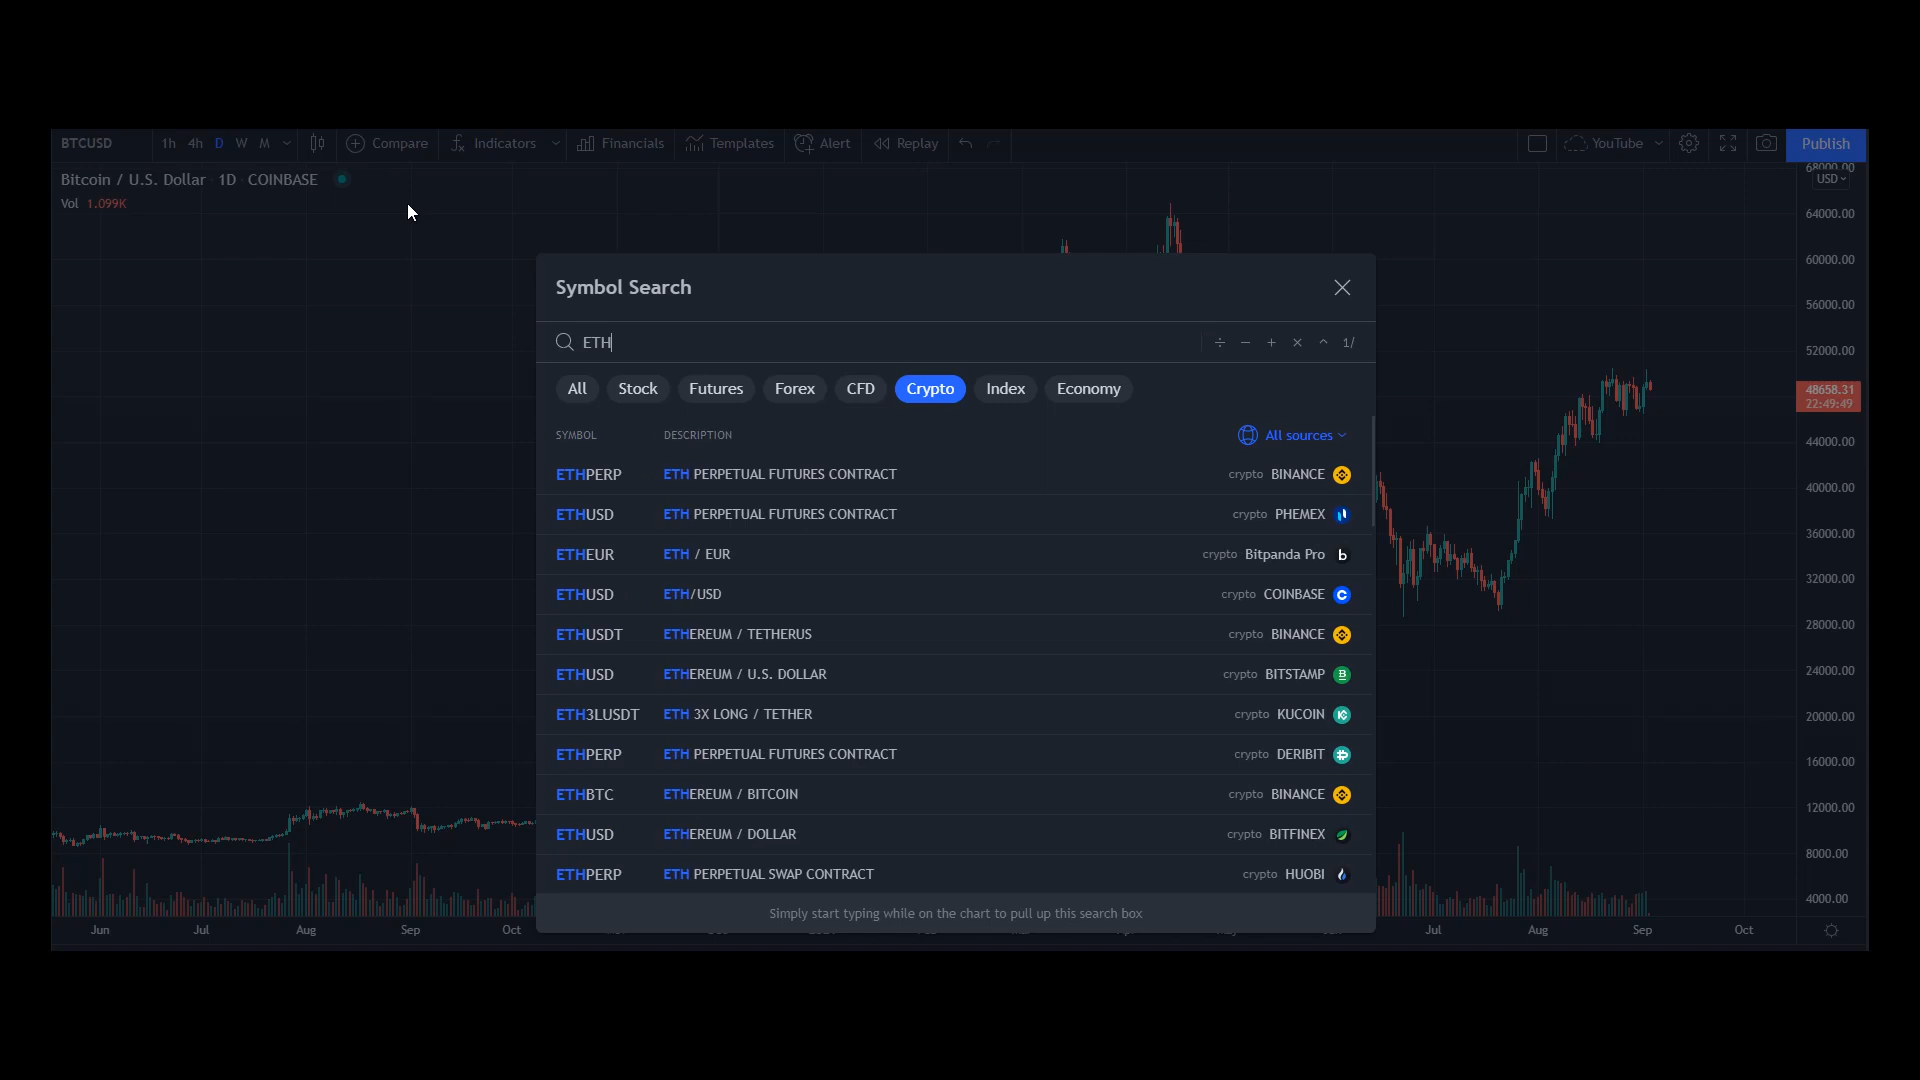 BTCUSD 1h 4h D W M Compare Indicators Financials Templates Alert Replay YouTube Publish
Bitcoin / U.S. Dollar 1D COINBASE
Vol 1.099K
68000.00
USD
64000.00
60000.00
56000.00
52000.00
48658.31
22:49:49
44000.00
40000.00
36000.00
32000.00
28000.00
24000.00
20000.00
16000.00
12000.00
8000.00
4000.00
Symbol Search
ETH ÷ − + × ^ 1/
All Stock Futures Forex CFD Crypto Index Economy
SYMBOL DESCRIPTION All sources
ETHPERP ETH PERPETUAL FUTURES CONTRACT crypto BINANCE
ETHUSD ETH PERPETUAL FUTURES CONTRACT crypto PHEMEX
ETHEUR ETH / EUR crypto Bitpanda Pro b
ETHUSD ETH/USD crypto COINBASE C
ETHUSDT ETHEREUM / TETHERUS crypto BINANCE
ETHUSD ETHEREUM / U.S. DOLLAR crypto BITSTAMP B
ETH3LUSDT ETH 3X LONG / TETHER crypto KUCOIN
ETHPERP ETH PERPETUAL FUTURES CONTRACT crypto DERIBIT
ETHBTC ETHEREUM / BITCOIN crypto BINANCE
ETHUSD ETHEREUM / DOLLAR crypto BITFINEX
ETHPERP ETH PERPETUAL SWAP CONTRACT crypto HUOBI
Simply start typing while on the chart to pull up this search box
Jun Jul Aug Sep Oct Jul Aug Sep Oct